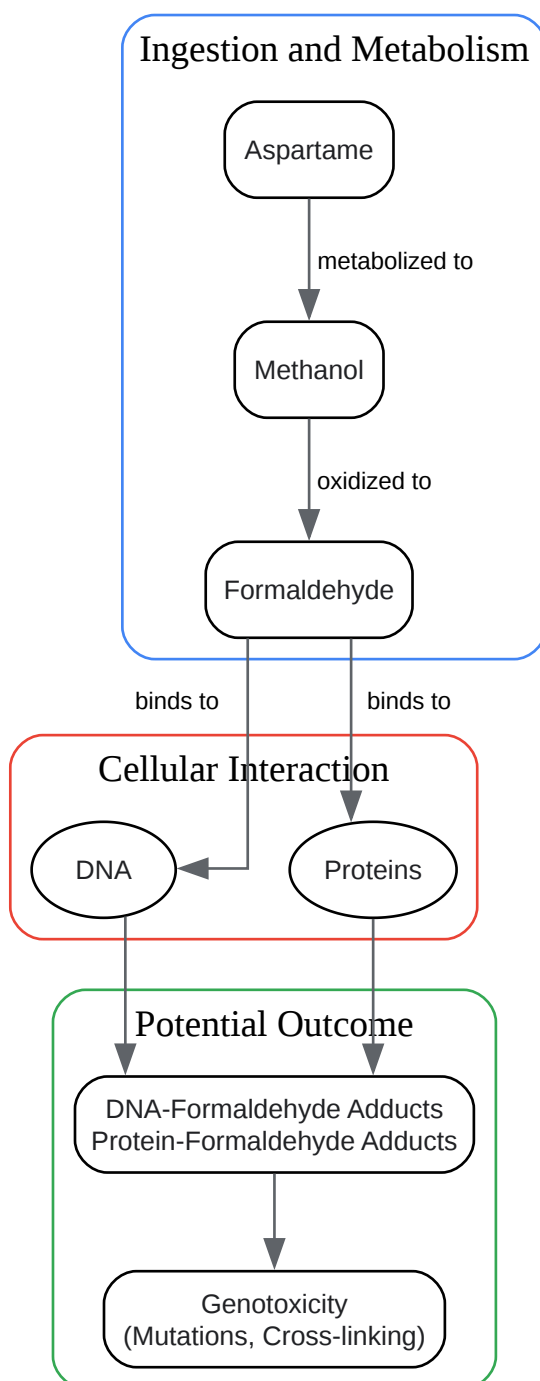 Ingestion and Metabolism
Aspartame
metabolized to
Methanol
oxidized to
Formaldehyde
binds to
binds to
Cellular Interaction
DNA
Proteins
Potential Outcome
DNA-Formaldehyde Adducts
Protein-Formaldehyde Adducts
Genotoxicity
(Mutations, Cross-linking)